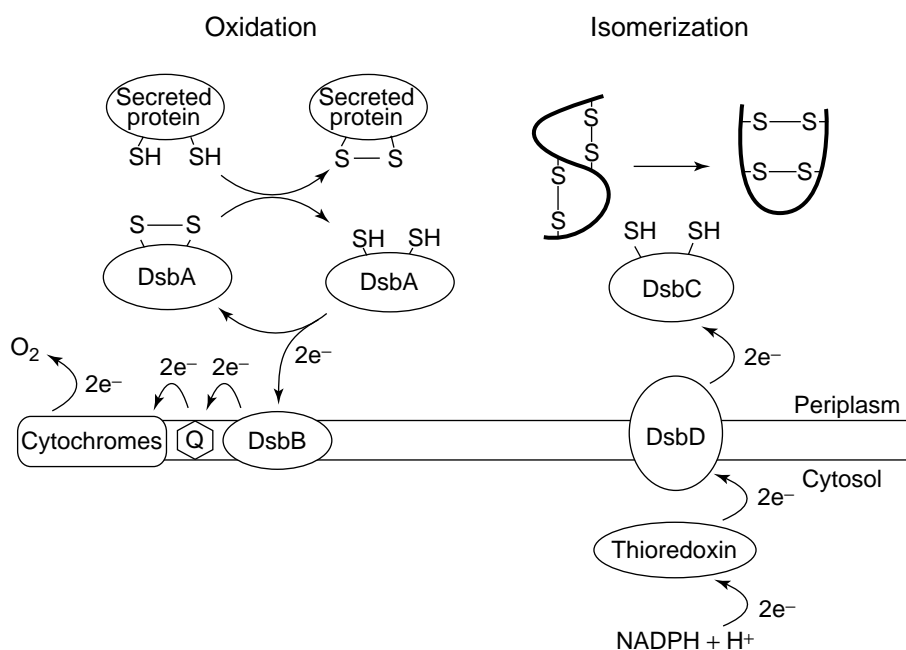 Oxidation
Isomerization
Secreted
protein
SH SH
Secreted
protein
S S
S S
DsbA
SH SH
DsbA
S
S
S
S
S S
S S
SH SH
DsbC
O₂
2e⁻
2e⁻
2e⁻
2e⁻
2e⁻
Cytochromes
Q
DsbB
DsbD
Periplasm
Cytosol
2e⁻
Thioredoxin
2e⁻
NADPH + H⁺